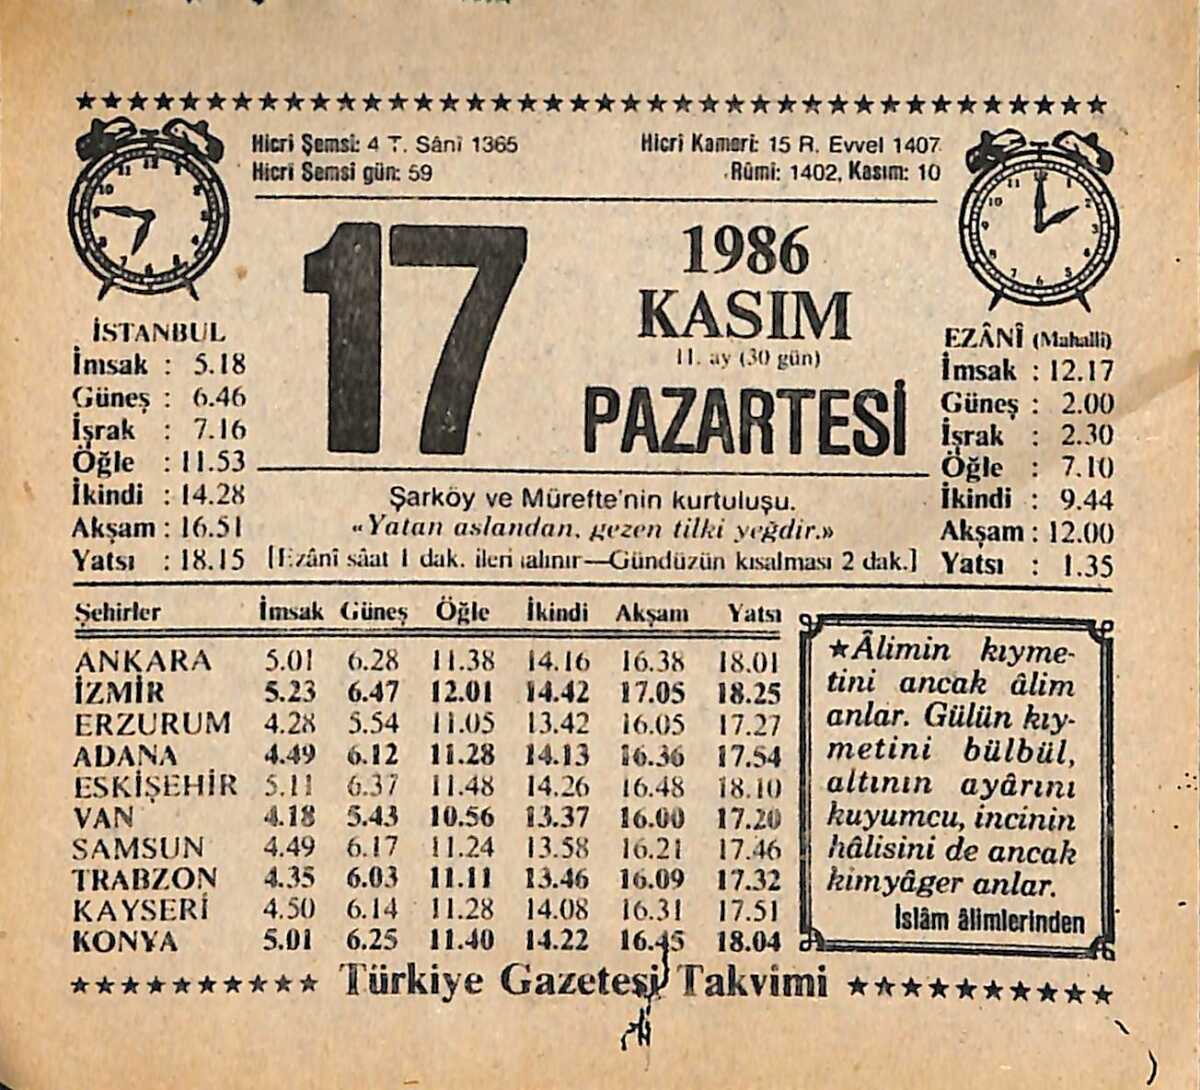 Hicrî Şemsî: 4 T. Sâni 1365
Hicrî Şemsî gün: 59
Hicrî Kamerî: 15 R. Evvel 1407
Rûmi: 1402, Kasım: 10
17
1986
KASIM
11. ay (30 gün)
PAZARTESİ
İSTANBUL
İmsak : 5.18
Güneş : 6.46
İşrak : 7.16
Öğle : 11.53
İkindi : 14.28
Akşam : 16.51
Yatsı : 18.15
EZÂNÎ (Mahallî)
İmsak : 12.17
Güneş : 2.00
İşrak : 2.30
Öğle : 7.10
İkindi : 9.44
Akşam : 12.00
Yatsı : 1.35
Şarköy ve Mürefte'nin kurtuluşu.
«Yatan aslandan, gezen tilki yeğdir.»
[Ezânî sâat 1 dak. ileri alınır—Gündüzün kısalması 2 dak.]
Şehirler İmsak Güneş Öğle İkindi Akşam Yatsı
ANKARA 5.01 6.28 11.38 14.16 16.38 18.01
İZMİR 5.23 6.47 12.01 14.42 17.05 18.25
ERZURUM 4.28 5.54 11.05 13.42 16.05 17.27
ADANA 4.49 6.12 11.28 14.13 16.36 17.54
ESKİŞEHİR 5.11 6.37 11.48 14.26 16.48 18.10
VAN 4.18 5.43 10.56 13.37 16.00 17.20
SAMSUN 4.49 6.17 11.24 13.58 16.21 17.46
TRABZON 4.35 6.03 11.11 13.46 16.09 17.32
KAYSERİ 4.50 6.14 11.28 14.08 16.31 17.51
KONYA 5.01 6.25 11.40 14.22 16.45 18.04
★Âlimin kıyme-
tini ancak âlim
anlar. Gülün kıy-
metini bülbül,
altının ayârını
kuyumcu, incinin
hâlisini de ancak
kimyâger anlar.
İslâm âlimlerinden
Türkiye Gazetesi Takvimi